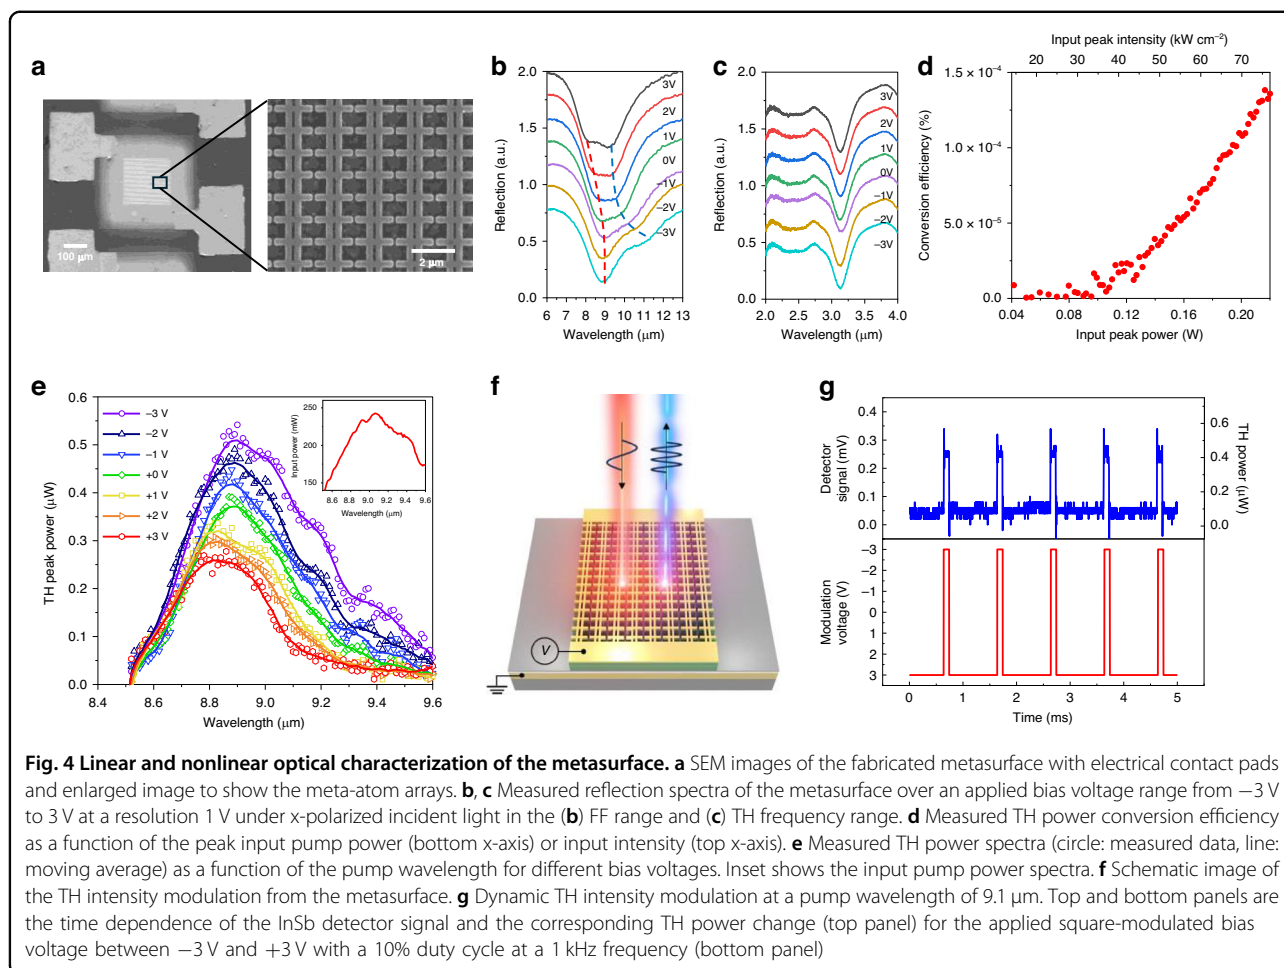 a
100 μm
2 μm
b
Reflection (a.u.)
2.0
1.5
1.0
0.5
0.0
3V
2V
1V
0V
−1V
−2V
−3V
6 7 8 9 10 11 12 13
Wavelength (μm)
c
Reflection (a.u.)
2.0
1.5
1.0
0.5
0.0
3V
2V
1V
0V
−1V
−2V
−3V
2.0 2.5 3.0 3.5 4.0
Wavelength (μm)
d
Input peak intensity (kW cm⁻²)
20 30 40 50 60 70
Conversion efficiency (%)
1.5 × 10⁻⁴
1.0 × 10⁻⁴
5.0 × 10⁻⁵
0.0
0.04 0.08 0.12 0.16 0.20
Input peak power (W)
e
TH peak power (μW)
0.6
0.5
0.4
0.3
0.2
0.1
0.0
−3 V
−2 V
−1 V
+0 V
+1 V
+2 V
+3 V
Input power (mW)
250
200
150
8.6 8.8 9.0 9.2 9.4 9.6
Wavelength (μm)
8.4 8.6 8.8 9.0 9.2 9.4 9.6
Wavelength (μm)
f
V
g
Detector
signal (mV)
0.4
0.3
0.2
0.1
0.0
0.6
0.4
0.2
0.0
TH power (μW)
Modulation
voltage (V)
−3
−2
−1
0
1
2
3
0 1 2 3 4 5
Time (ms)
Fig. 4 Linear and nonlinear optical characterization of the metasurface. a SEM images of the fabricated metasurface with electrical contact pads
and enlarged image to show the meta-atom arrays. b, c Measured reflection spectra of the metasurface over an applied bias voltage range from −3 V
to 3 V at a resolution 1 V under x-polarized incident light in the (b) FF range and (c) TH frequency range. d Measured TH power conversion efficiency
as a function of the peak input pump power (bottom x-axis) or input intensity (top x-axis). e Measured TH power spectra (circle: measured data, line:
moving average) as a function of the pump wavelength for different bias voltages. Inset shows the input pump power spectra. f Schematic image of
the TH intensity modulation from the metasurface. g Dynamic TH intensity modulation at a pump wavelength of 9.1 μm. Top and bottom panels are
the time dependence of the InSb detector signal and the corresponding TH power change (top panel) for the applied square-modulated bias
voltage between −3 V and +3 V with a 10% duty cycle at a 1 kHz frequency (bottom panel)